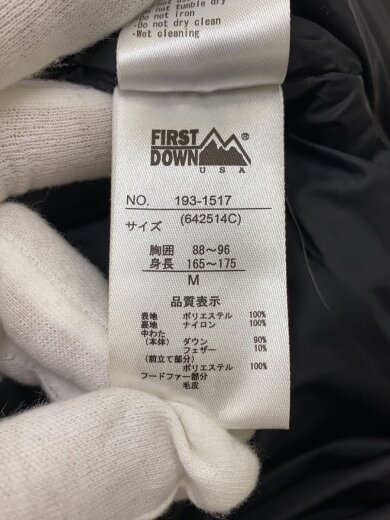 not tumble dry
·Do not iron
·Do not dry clean
·Wet cleaning
FIRST DOWN®
USA
NO. 193-1517
サイズ (642514C)
胸囲 88～96
身長 165～175
M
品質表示
表地 ポリエステル 100%
裏地 ナイロン 100%
中わた
(本体) ダウン 90%
フェザー 10%
(前立て部分)
ポリエステル 100%
フードファー部分
毛皮